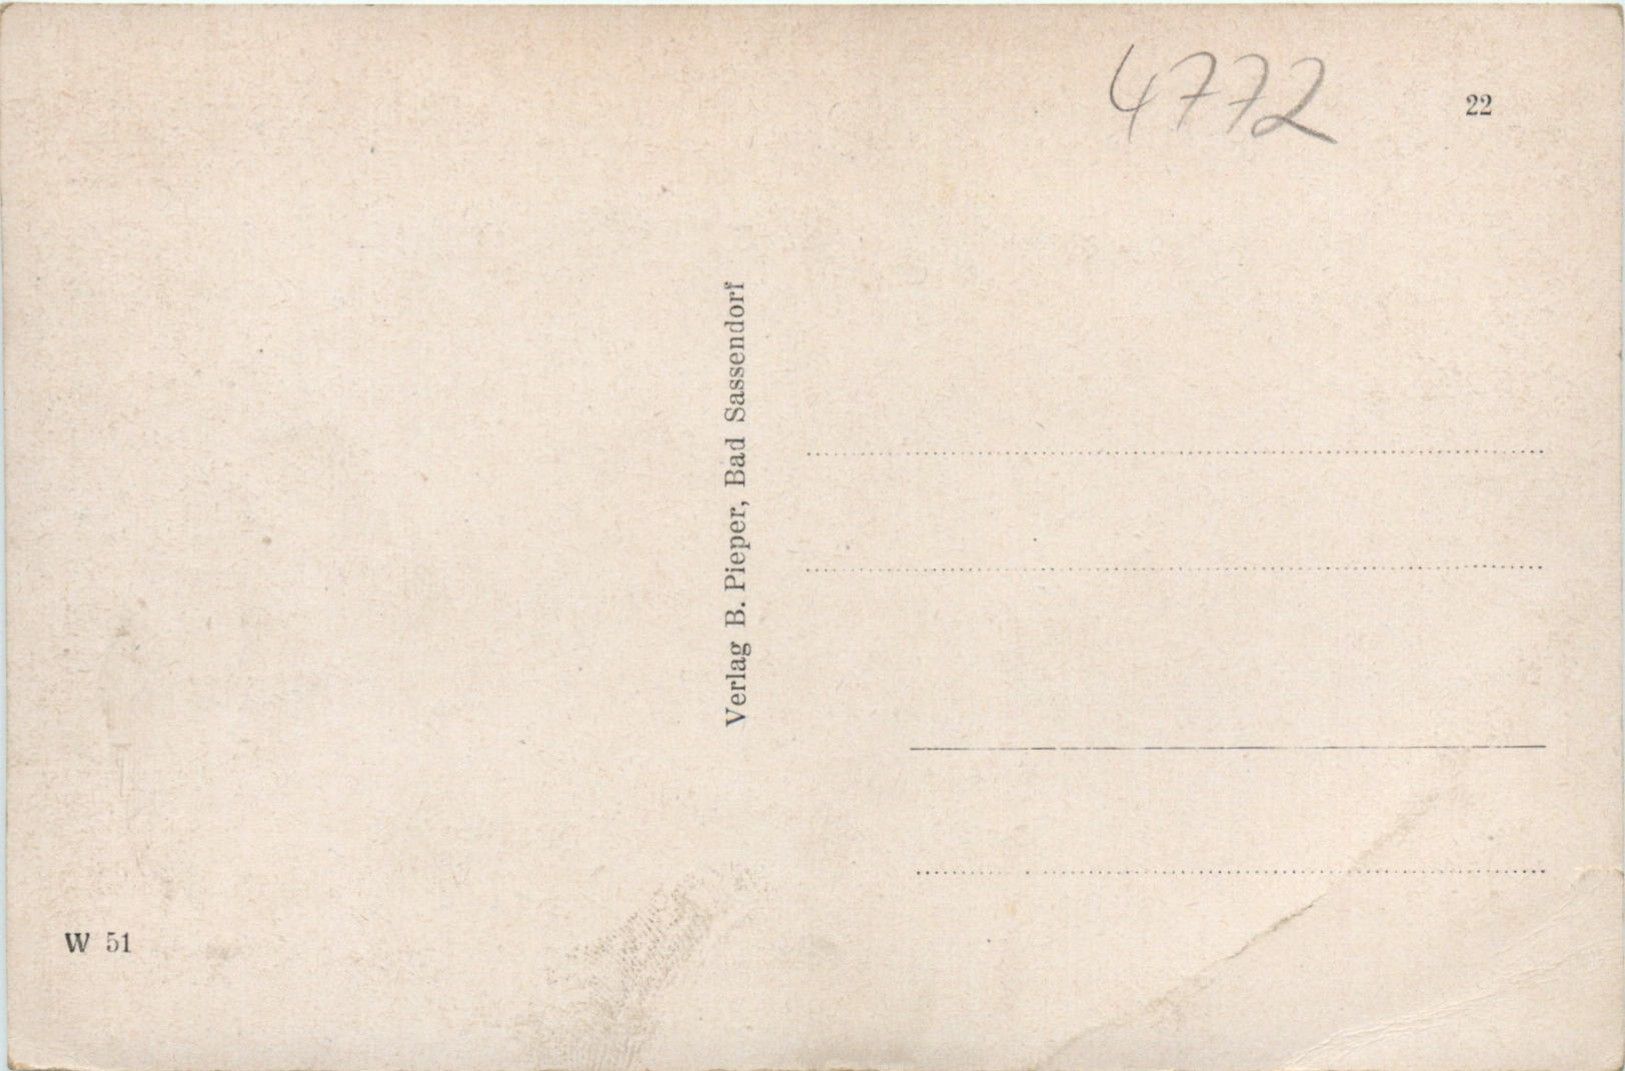 4772
22
Verlag B. Pieper, Bad Sassendorf
W 51